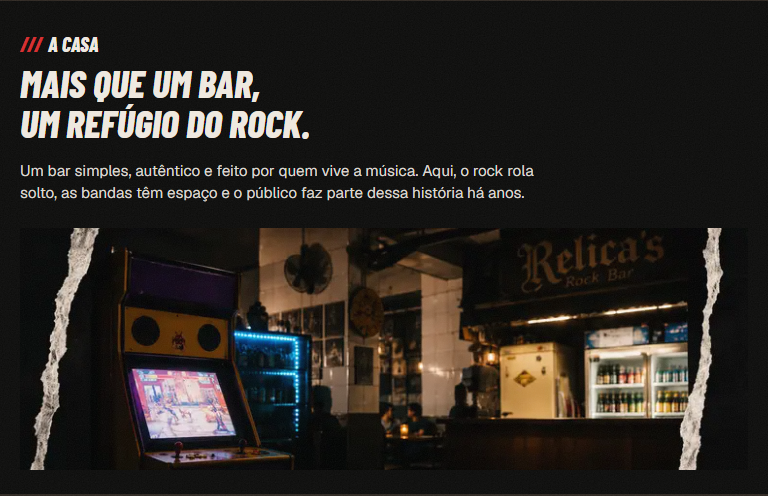 /// A CASA
MAIS QUE UM BAR,
UM REFÚGIO DO ROCK.
Um bar simples, autêntico e feito por quem vive a música. Aqui, o rock rola
solto, as bandas têm espaço e o público faz parte dessa história há anos.
Relica's
Rock Bar